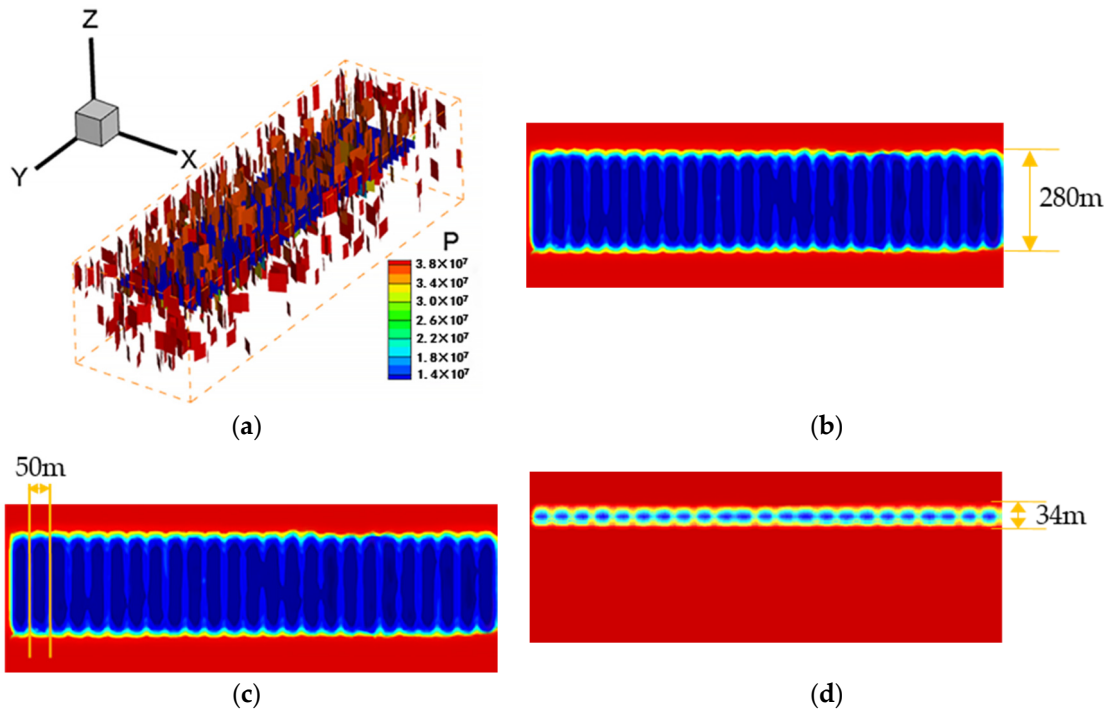 Z
Y
X
P
3.8×10⁷
3.4×10⁷
3.0×10⁷
2.6×10⁷
2.2×10⁷
1.8×10⁷
1.4×10⁷
280m
(a)
(b)
50m
34m
(c)
(d)